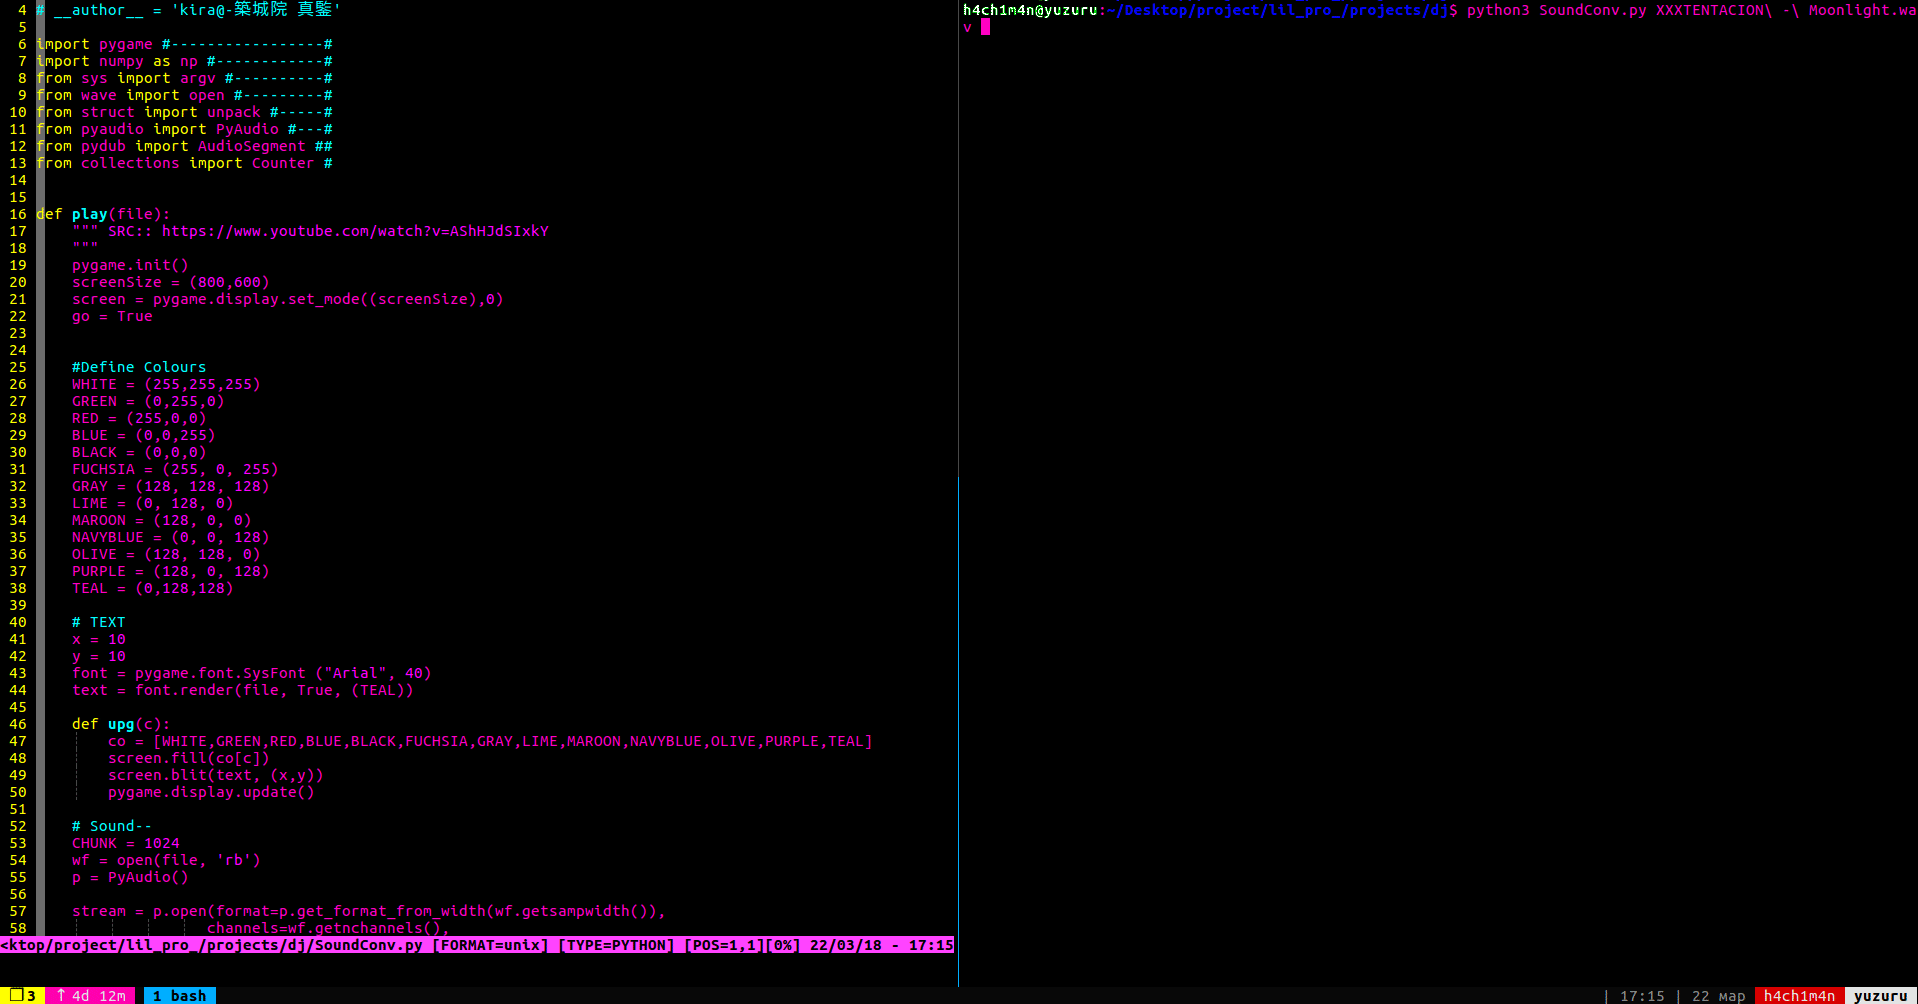 4 # __author__ = 'kira@-築城院 真鍳'
5
6 import pygame #-----------------#
7 import numpy as np #------------#
8 from sys import argv #----------#
9 from wave import open #---------#
10 from struct import unpack #-----#
11 from pyaudio import PyAudio #---#
12 from pydub import AudioSegment ##
13 from collections import Counter #
14
15
16 def play(file):
17     """ SRC:: https://www.youtube.com/watch?v=AShHJdSIxkY
18     """
19     pygame.init()
20     screenSize = (800,600)
21     screen = pygame.display.set_mode((screenSize),0)
22     go = True
23
24
25     #Define Colours
26     WHITE = (255,255,255)
27     GREEN = (0,255,0)
28     RED = (255,0,0)
29     BLUE = (0,0,255)
30     BLACK = (0,0,0)
31     FUCHSIA = (255, 0, 255)
32     GRAY = (128, 128, 128)
33     LIME = (0, 128, 0)
34     MAROON = (128, 0, 0)
35     NAVYBLUE = (0, 0, 128)
36     OLIVE = (128, 128, 0)
37     PURPLE = (128, 0, 128)
38     TEAL = (0,128,128)
39
40     # TEXT
41     x = 10
42     y = 10
43     font = pygame.font.SysFont ("Arial", 40)
44     text = font.render(file, True, (TEAL))
45
46     def upg(c):
47         co = [WHITE,GREEN,RED,BLUE,BLACK,FUCHSIA,GRAY,LIME,MAROON,NAVYBLUE,OLIVE,PURPLE,TEAL]
48         screen.fill(co[c])
49         screen.blit(text, (x,y))
50         pygame.display.update()
51
52     # Sound--
53     CHUNK = 1024
54     wf = open(file, 'rb')
55     p = PyAudio()
56
57     stream = p.open(format=p.get_format_from_width(wf.getsampwidth()),
58                    channels=wf.getnchannels(),
<ktop/project/lil_pro_/projects/dj/SoundConv.py [FORMAT=unix] [TYPE=PYTHON] [POS=1,1][0%] 22/03/18 - 17:15
h4ch1m4n@yuzuru:~/Desktop/project/lil_pro_/projects/dj$ python3 SoundConv.py XXXTENTACION\ -\ Moonlight.wa
v
❐ 3 ↑ 4d 12m 1 bash | 17:15 | 22 мар h4ch1m4n yuzuru